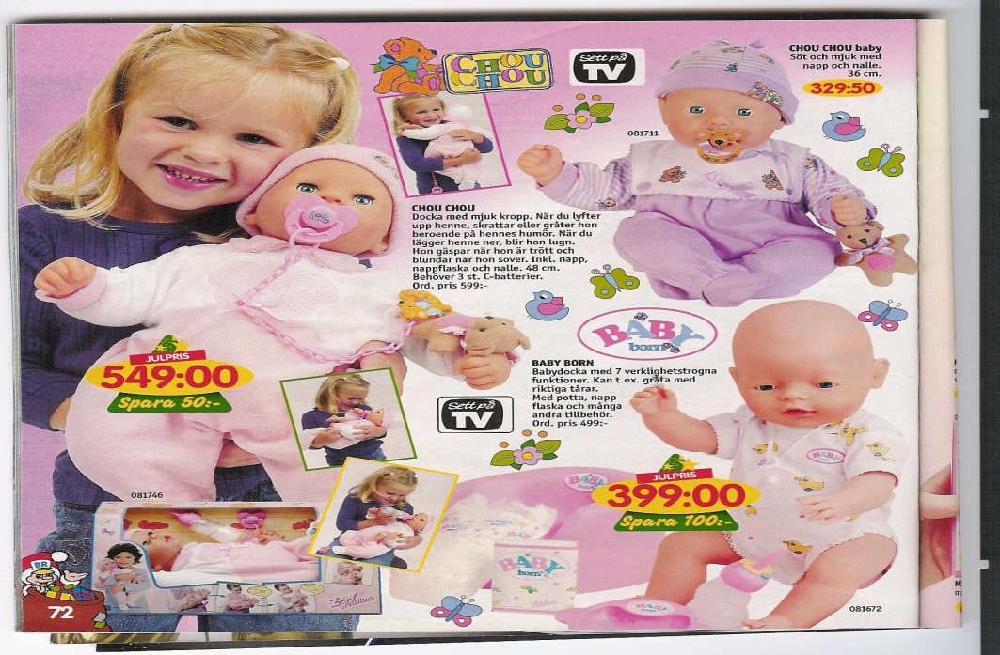 CHOU
CHOU
Sett på
TV
CHOU CHOU baby
Söt och mjuk med
napp och nalle.
36 cm.
329:50
081711
CHOU CHOU
Docka med mjuk kropp. När du lyfter
upp henne, skrattar eller gråter hon
beroende på hennes humör. När du
lägger henne ner, blir hon lugn.
Hon gäspar när hon är trött och
blundar när hon sover. Inkl. napp,
nappflaska och nalle. 48 cm.
Behöver 3 st. C-batterier.
Ord. pris 599:-
JULPRIS
549:00
Spara 50:-
BABY
born
BABY BORN
Babydocka med 7 verklighetstrogna
funktioner. Kan t.ex. gråta med
riktiga tårar.
Med potta, napp-
flaska och många
andra tillbehör.
Ord. pris 499:-
Sett på
TV
BABY
JULPRIS
399:00
Spara 100:-
081746
BABY
BABY
born
BR
72
081672